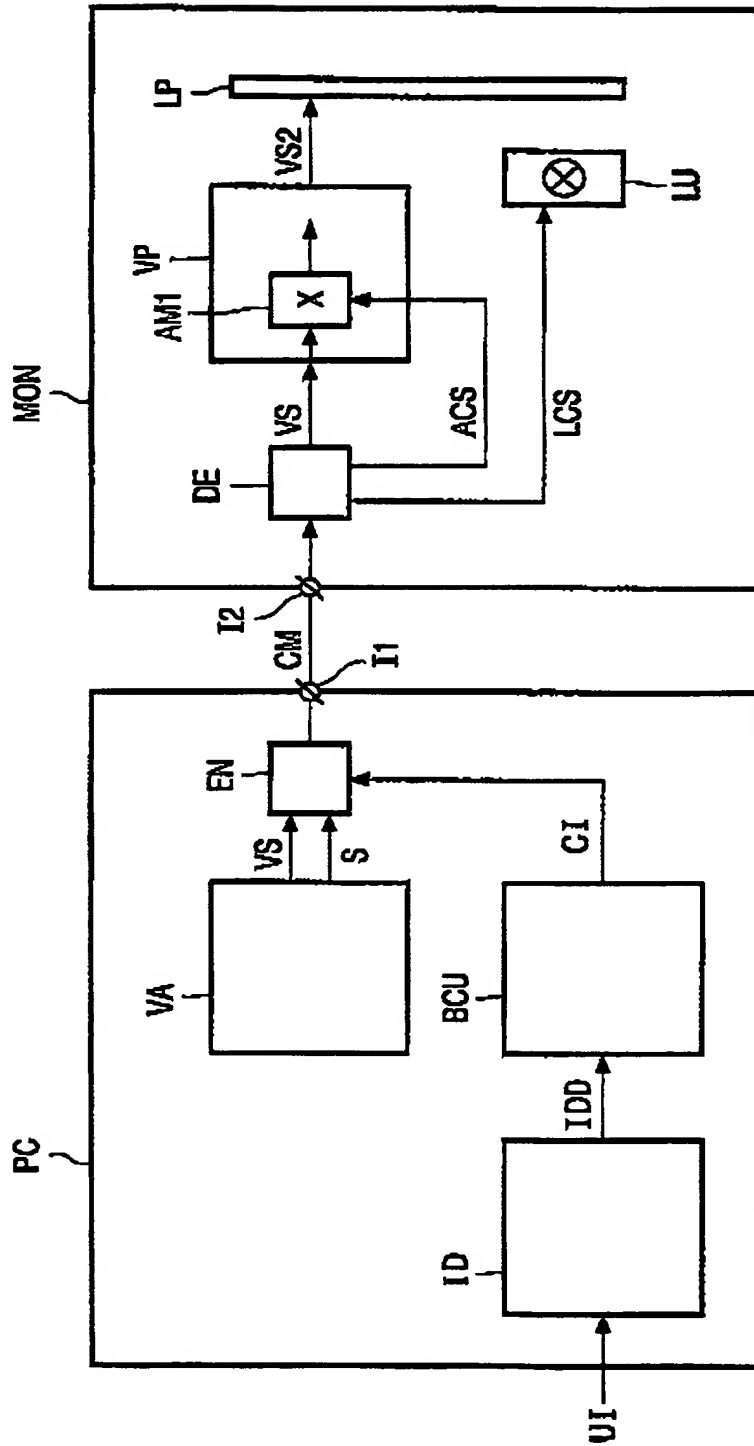 PC
MON
VA
VS
S
EN
I1
CM
I2
DE
VS
AM1
X
VP
VS2
LP
UI
ID
IDD
BCU
CI
ACS
LCS
LU